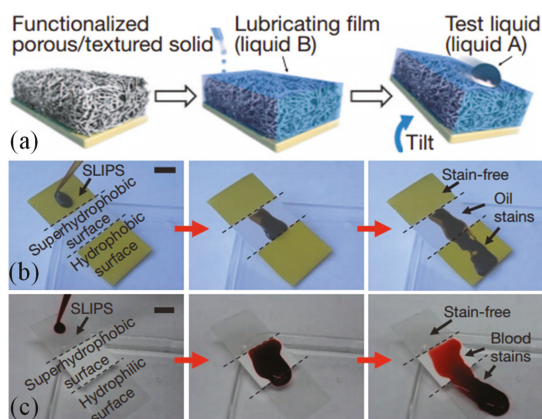 Functionalized
porous/textured solid
Lubricating film
(liquid B)
Test liquid
(liquid A)
Tilt
(a)
SLIPS
Superhydrophobic
surface
Hydrophobic
surface
Stain-free
Oil
stains
(b)
SLIPS
Superhydrophobic
surface
Hydrophilic
surface
Stain-free
Blood
stains
(c)